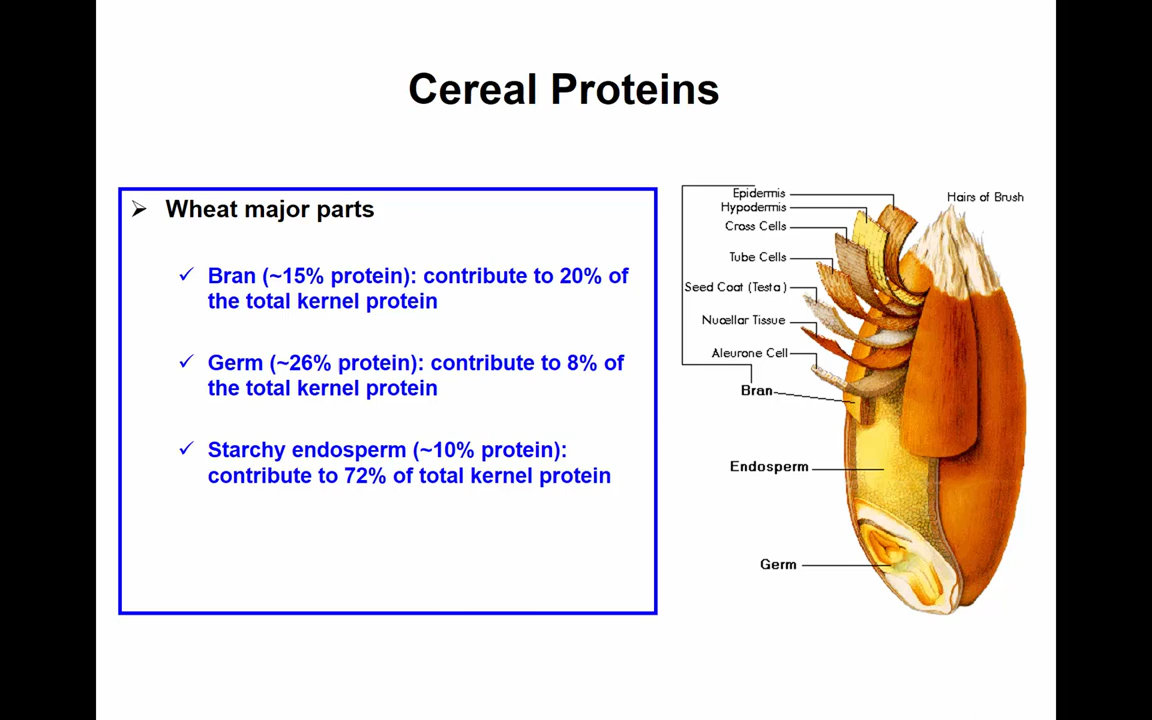 Cereal Proteins
➢ Wheat major parts
✓ Bran (~15% protein): contribute to 20% of
the total kernel protein
✓ Germ (~26% protein): contribute to 8% of
the total kernel protein
✓ Starchy endosperm (~10% protein):
contribute to 72% of total kernel protein
Epidermis
Hypodermis
Cross Cells
Tube Cells
Seed Coat (Testa)
Nucellar Tissue
Aleurone Cell
Bran
Endosperm
Germ
Hairs of Brush